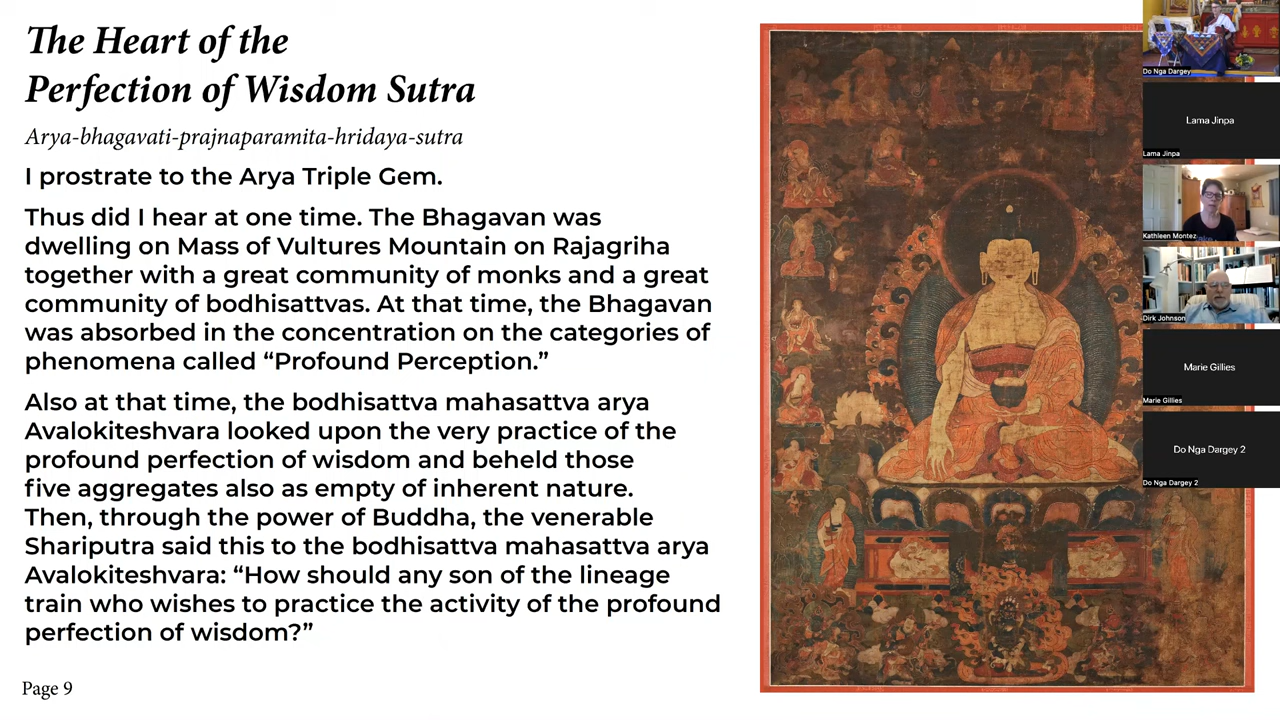 The Heart of the
Perfection of Wisdom Sutra
Arya-bhagavati-prajnaparamita-hridaya-sutra
I prostrate to the Arya Triple Gem.
Thus did I hear at one time. The Bhagavan was
dwelling on Mass of Vultures Mountain on Rajagriha
together with a great community of monks and a great
community of bodhisattvas. At that time, the Bhagavan
was absorbed in the concentration on the categories of
phenomena called “Profound Perception.”
Also at that time, the bodhisattva mahasattva arya
Avalokiteshvara looked upon the very practice of the
profound perfection of wisdom and beheld those
five aggregates also as empty of inherent nature.
Then, through the power of Buddha, the venerable
Shariputra said this to the bodhisattva mahasattva arya
Avalokiteshvara: “How should any son of the lineage
train who wishes to practice the activity of the profound
perfection of wisdom?”
Page 9
Do Nga Dargey
Lama Jinpa
Lama Jinpa
Kathleen Montez
Dirk Johnson
Marie Gillies
Marie Gillies
Do Nga Dargey 2
Do Nga Dargey 2